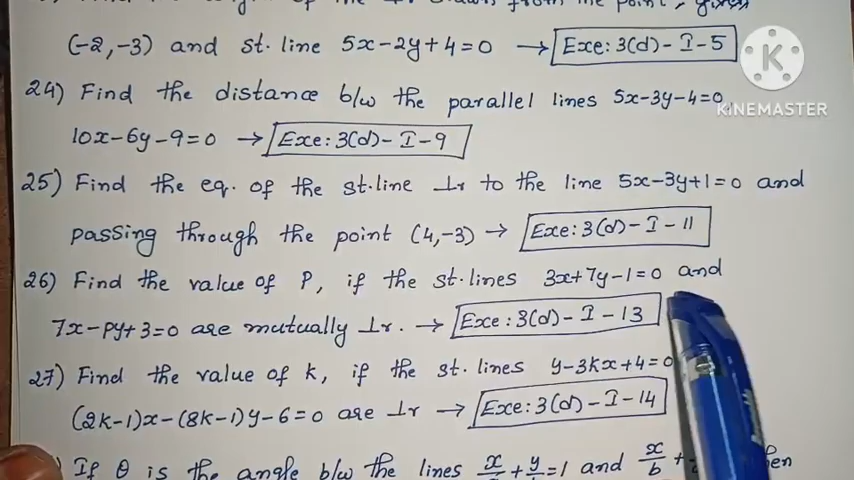 the point, given
(-2,-3) and st. line 5x-2y+4=0 → Exe: 3(d)-I-5
24) Find the distance b/w the parallel lines 5x-3y-4=0,
10x-6y-9=0 → Exe: 3(d)-I-9
25) Find the eq. of the st.line ⊥r to the line 5x-3y+1=0 and
passing through the point (4,-3) → Exe: 3(d)-I-11
26) Find the value of P, if the st.lines 3x+7y-1=0 and
7x-py+3=0 are mutually ⊥r. → Exe: 3(d)-I-13
27) Find the value of k, if the st.lines y-3kx+4=0
(2k-1)x-(8k-1)y-6=0 are ⊥r → Exe: 3(d)-I-14
If θ is the angle b/w the lines x/ + y/ =1 and x/b +
K
KINEMASTER